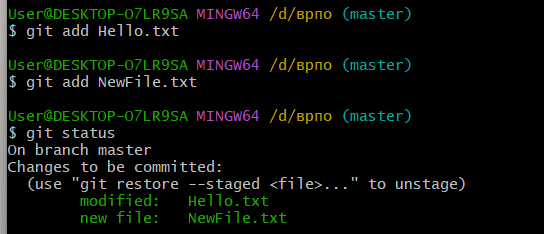 User@DESKTOP-O7LR9SA MINGW64 /d/врпо (master)
$ git add Hello.txt
User@DESKTOP-O7LR9SA MINGW64 /d/врпо (master)
$ git add NewFile.txt
User@DESKTOP-O7LR9SA MINGW64 /d/врпо (master)
$ git status
On branch master
Changes to be committed:
  (use "git restore --staged <file>..." to unstage)
        modified:   Hello.txt
        new file:   NewFile.txt